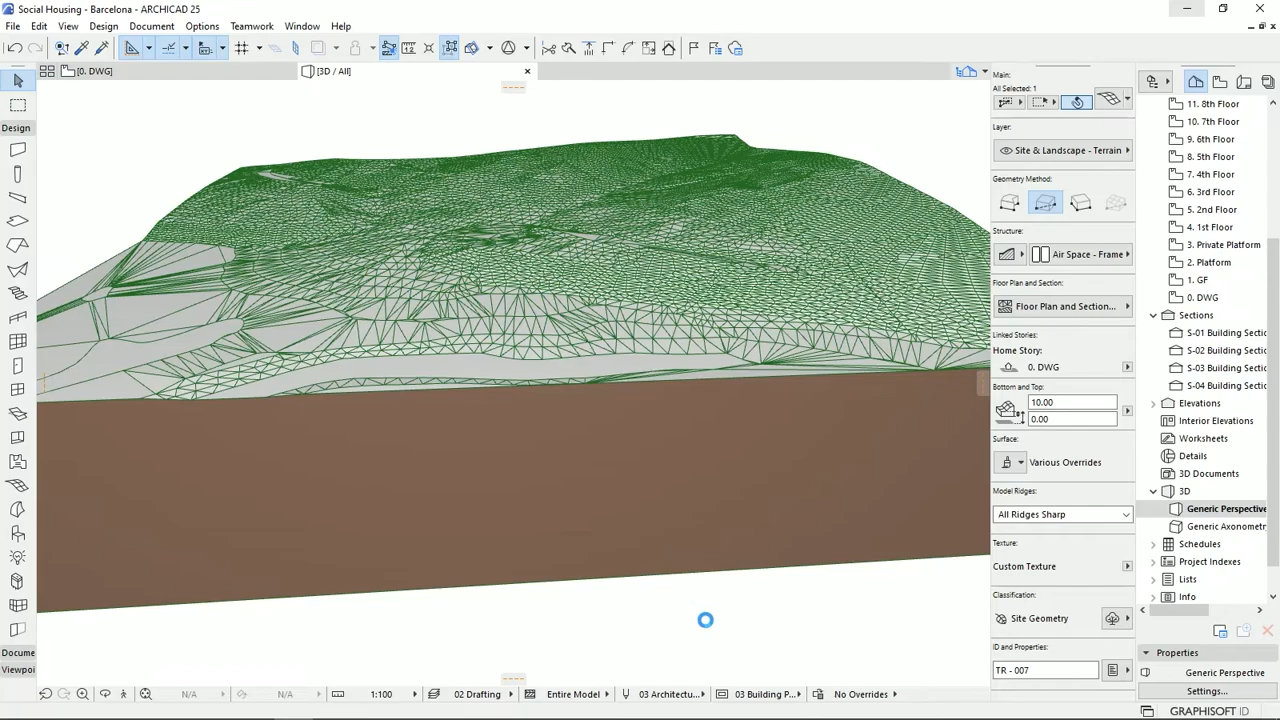 Social Housing - Barcelona - ARCHICAD 25
File Edit View Design Document Options Teamwork Window Help
[0. DWG]
[3D / All]
Design
Docume
Viewpoi
Main:
All Selected: 1
Layer:
Site & Landscape - Terrain
Geometry Method:
Structure:
Air Space - Frame
Floor Plan and Section:
Floor Plan and Section...
Linked Stories:
Home Story:
0. DWG
Bottom and Top:
10.00
0.00
Surface:
Various Overrides
Model Ridges:
All Ridges Sharp
Texture:
Custom Texture
Classification:
Site Geometry
ID and Properties:
TR - 007
11. 8th Floor
10. 7th Floor
9. 6th Floor
8. 5th Floor
7. 4th Floor
6. 3rd Floor
5. 2nd Floor
4. 1st Floor
3. Private Platform
2. Platform
1. GF
0. DWG
Sections
S-01 Building Sectio
S-02 Building Sectio
S-03 Building Sectio
S-04 Building Sectio
Elevations
Interior Elevations
Worksheets
Details
3D Documents
3D
Generic Perspective
Generic Axonometr
Schedules
Project Indexes
Lists
Info
Properties
Generic Perspective
Settings...
N/A N/A 1:100 02 Drafting Entire Model 03 Architectu... 03 Building P... No Overrides
GRAPHISOFT ID